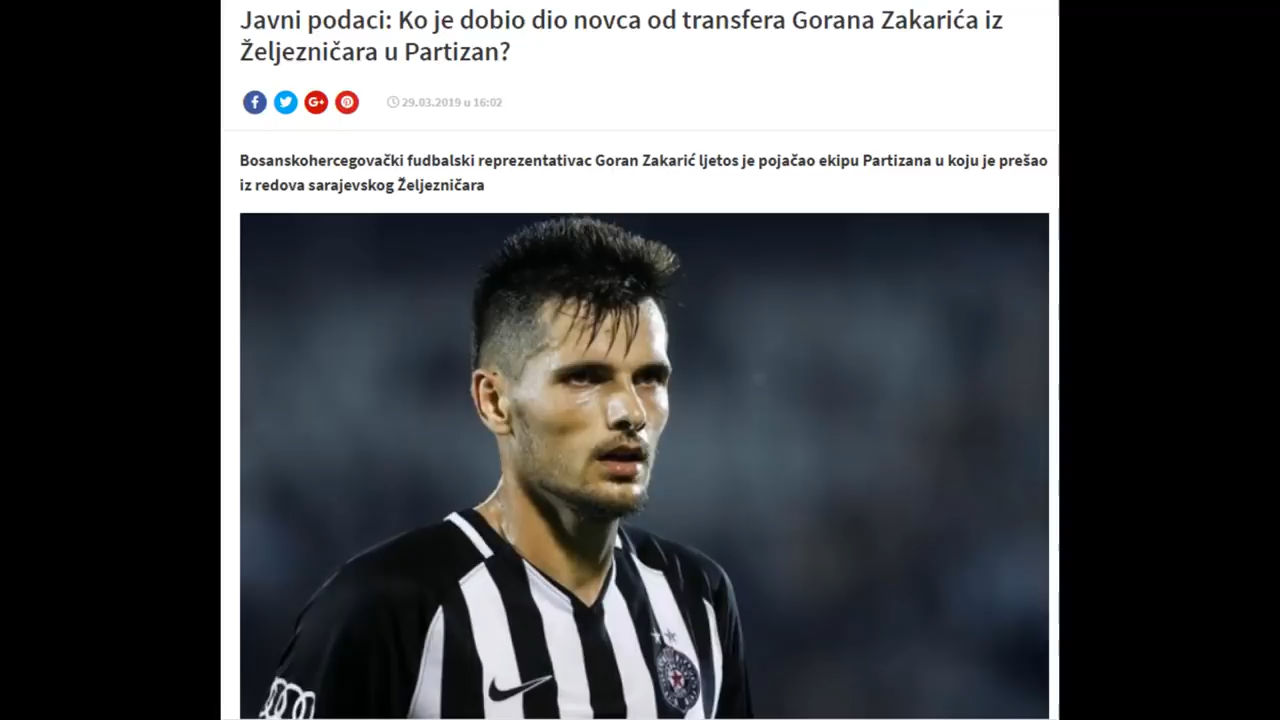 Javni podaci: Ko je dobio dio novca od transfera Gorana Zakarića iz
Željezničara u Partizan?
29.03.2019 u 16:02
Bosanskohercegovački fudbalski reprezentativac Goran Zakarić ljetos je pojačao ekipu Partizana u koju je prešao
iz redova sarajevskog Željezničara